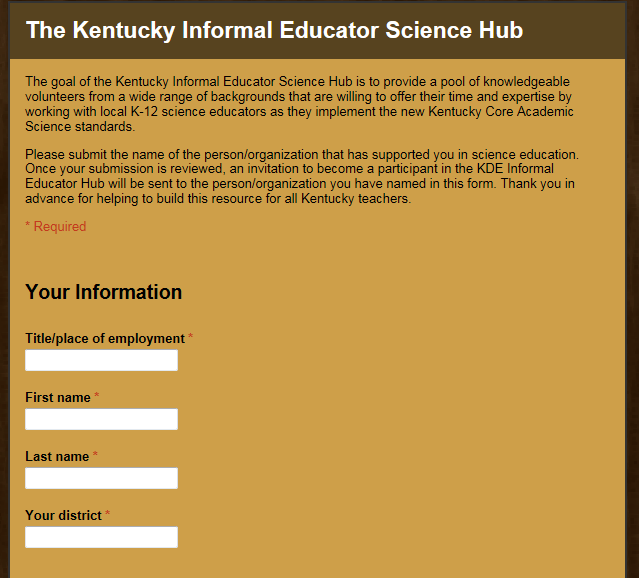 The Kentucky Informal Educator Science Hub
The goal of the Kentucky Informal Educator Science Hub is to provide a pool of knowledgeable
volunteers from a wide range of backgrounds that are willing to offer their time and expertise by
working with local K-12 science educators as they implement the new Kentucky Core Academic
Science standards.
Please submit the name of the person/organization that has supported you in science education.
Once your submission is reviewed, an invitation to become a participant in the KDE Informal
Educator Hub will be sent to the person/organization you have named in this form. Thank you in
advance for helping to build this resource for all Kentucky teachers.
* Required
Your Information
Title/place of employment *
First name *
Last name *
Your district *